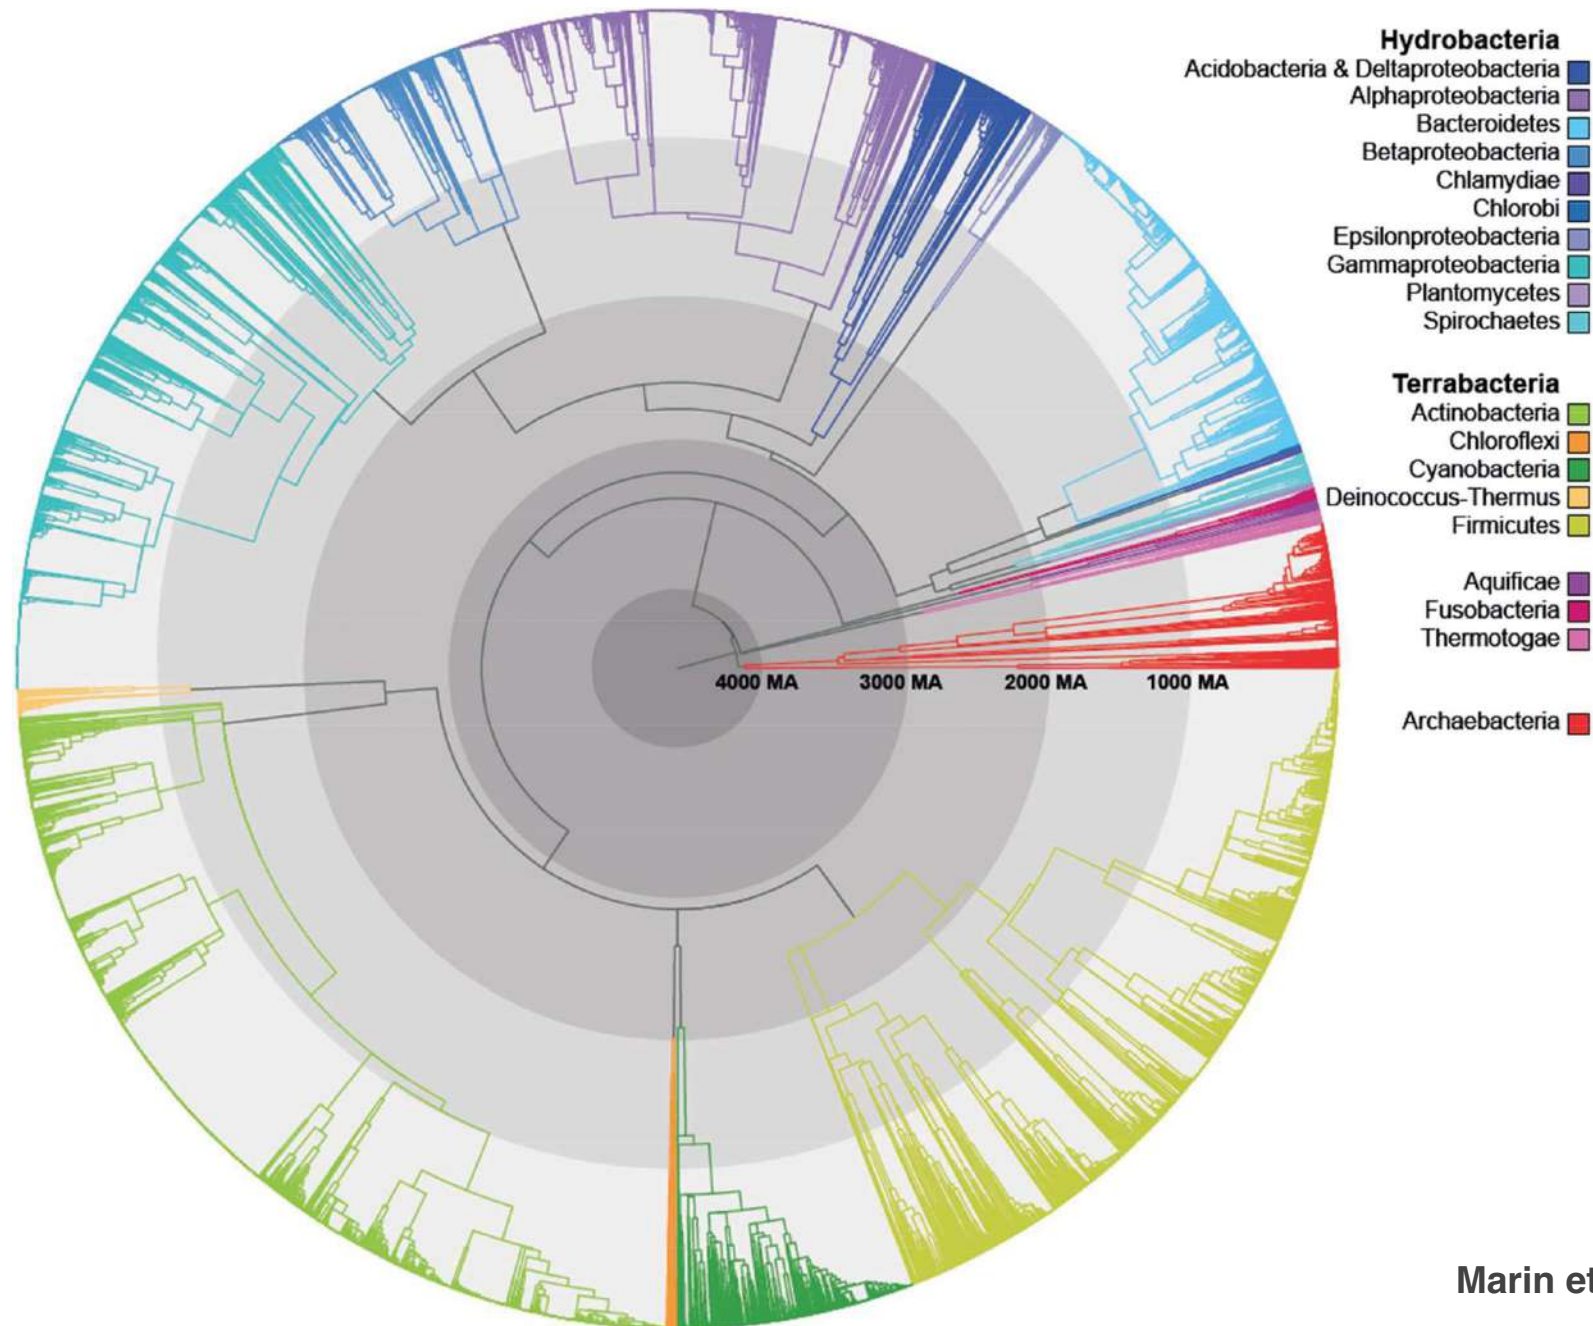 Hydrobacteria
Acidobacteria & Deltaproteobacteria
Alphaproteobacteria
Bacteroidetes
Betaproteobacteria
Chlamydiae
Chlorobi
Epsilonproteobacteria
Gammaproteobacteria
Plantomycetes
Spirochaetes
Terrabacteria
Actinobacteria
Chloroflexi
Cyanobacteria
Deinococcus-Thermus
Firmicutes
Aquificae
Fusobacteria
Thermotogae
Archaebacteria
4000 MA 3000 MA 2000 MA 1000 MA
Marin et